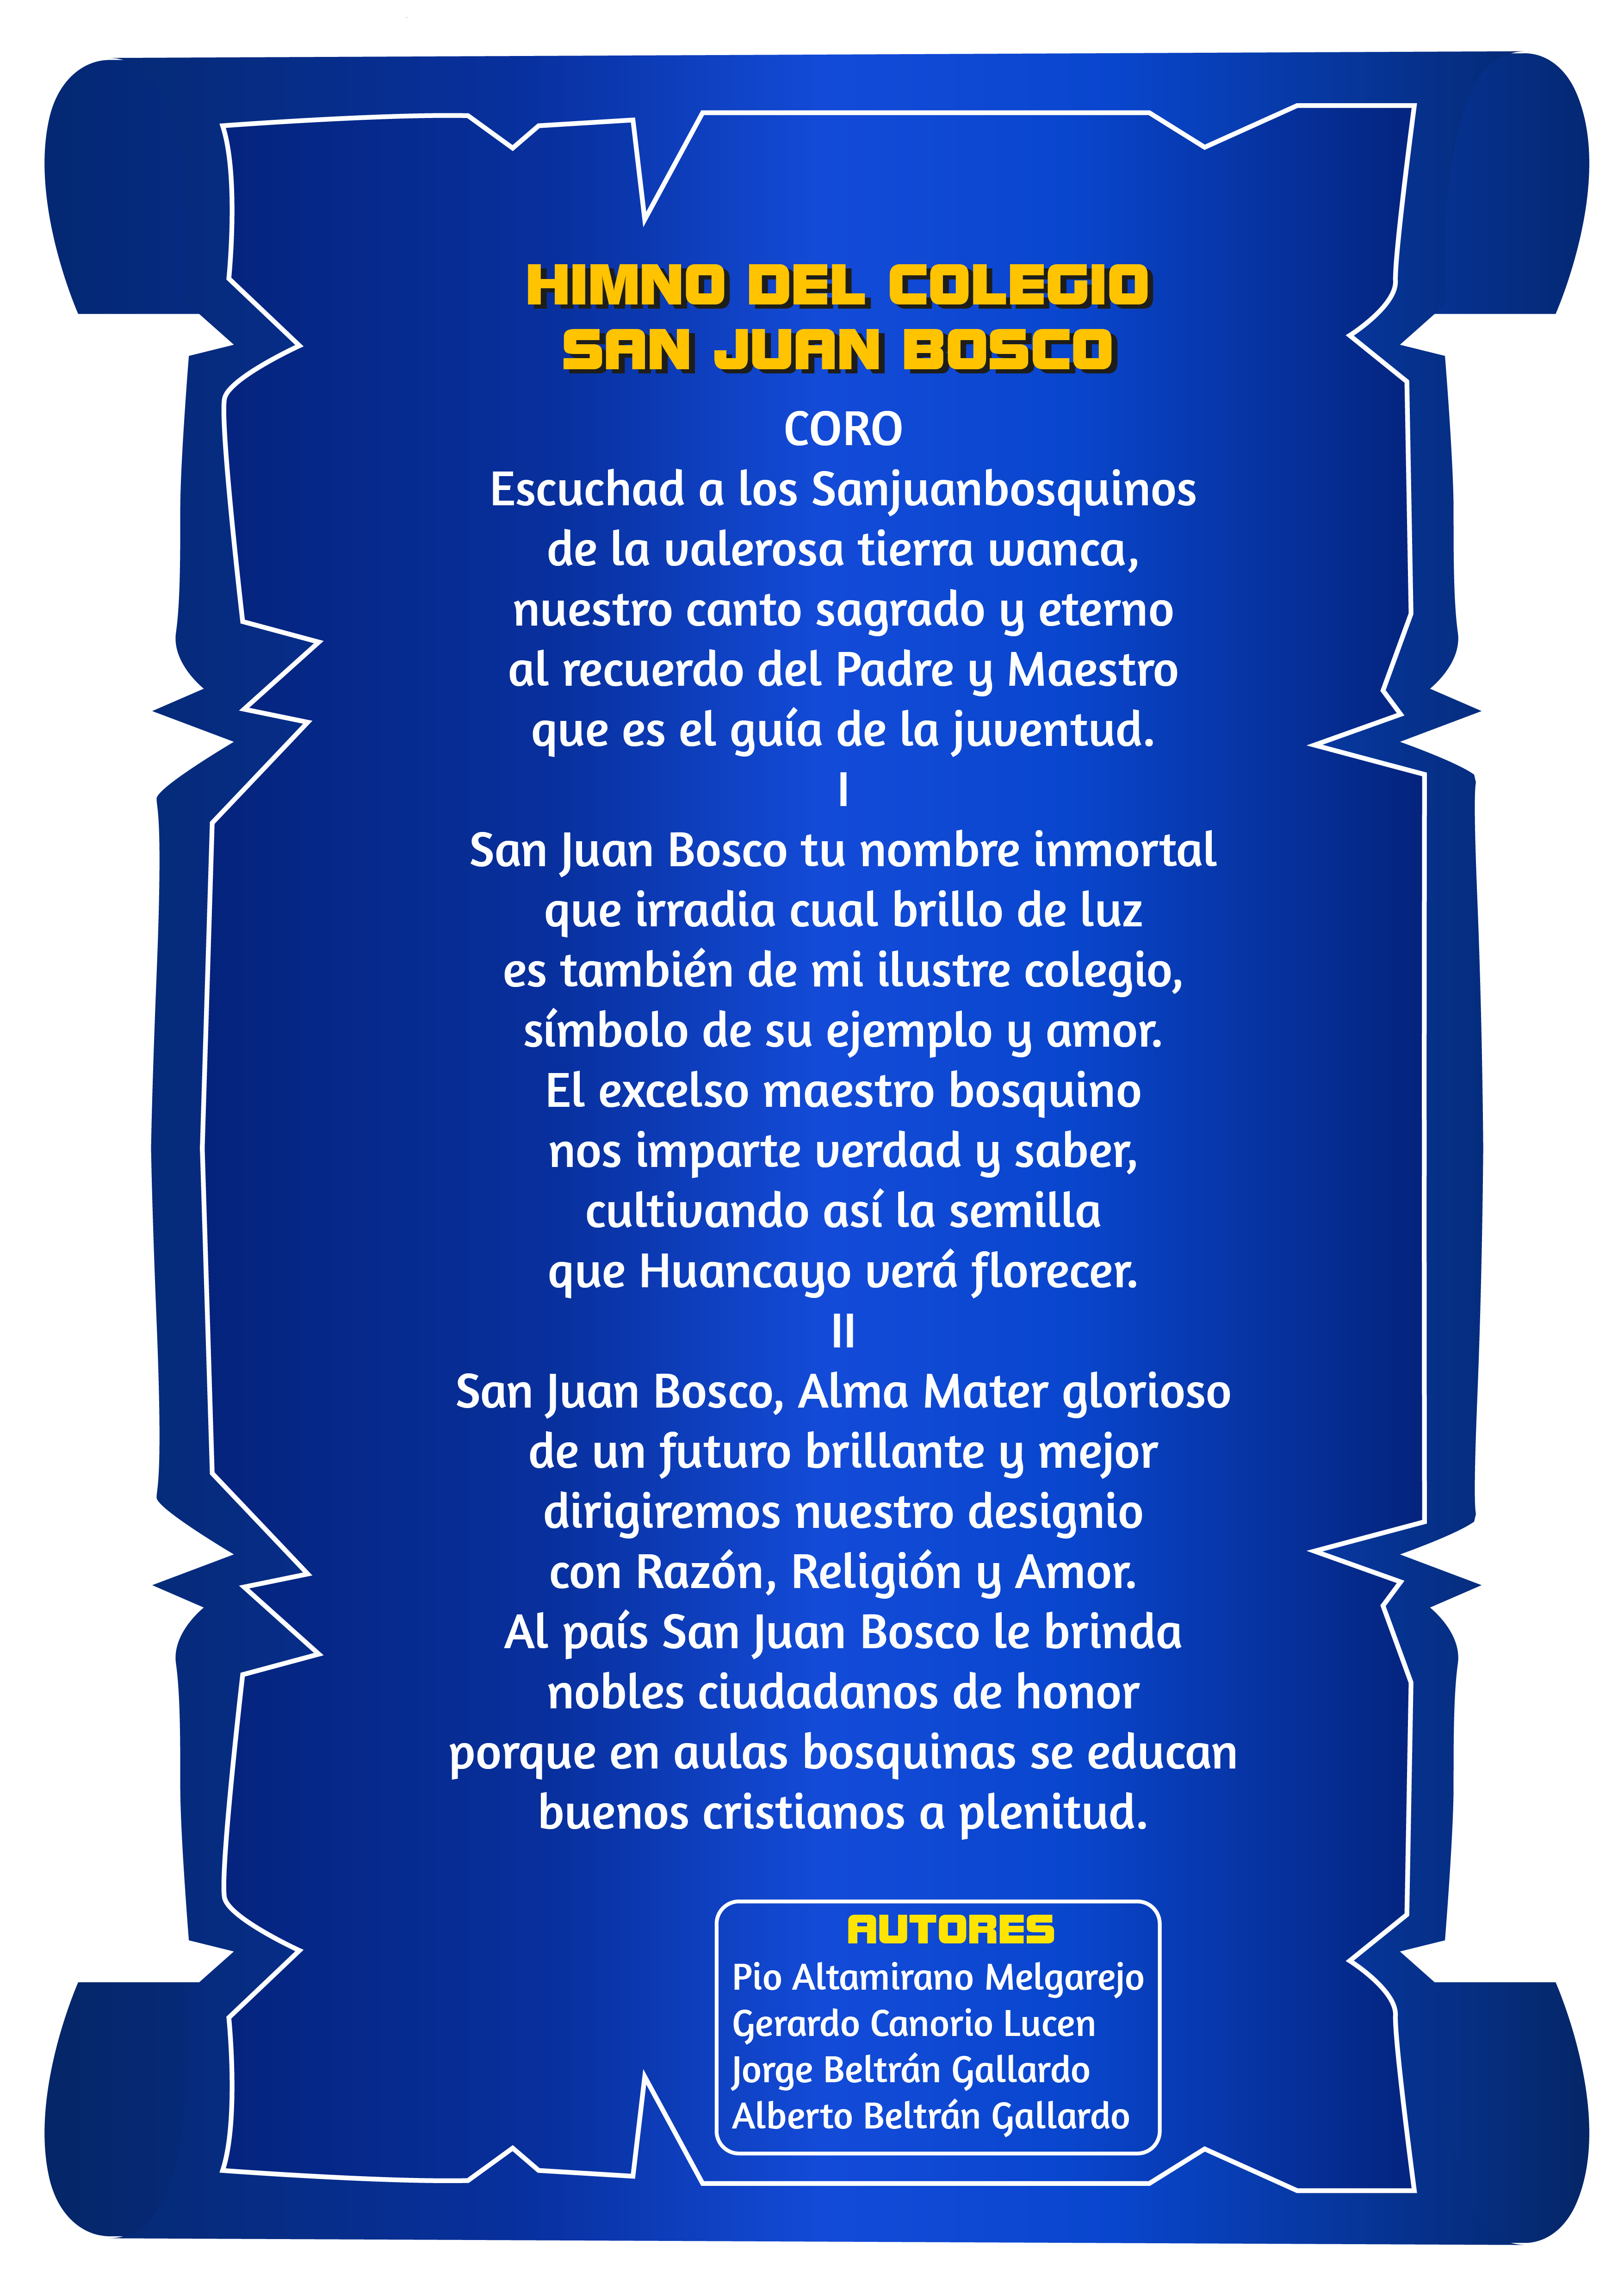 HIMNO DEL COLEGIO
SAN JUAN BOSCO
CORO
Escuchad a los Sanjuanbosquinos
de la valerosa tierra wanca,
nuestro canto sagrado y eterno
al recuerdo del Padre y Maestro
que es el guía de la juventud.
I
San Juan Bosco tu nombre inmortal
que irradia cual brillo de luz
es también de mi ilustre colegio,
símbolo de su ejemplo y amor.
El excelso maestro bosquino
nos imparte verdad y saber,
cultivando así la semilla
que Huancayo verá florecer.
II
San Juan Bosco, Alma Mater glorioso
de un futuro brillante y mejor
dirigiremos nuestro designio
con Razón, Religión y Amor.
Al país San Juan Bosco le brinda
nobles ciudadanos de honor
porque en aulas bosquinas se educan
buenos cristianos a plenitud.
AUTORES
Pio Altamirano Melgarejo
Gerardo Canorio Lucen
Jorge Beltrán Gallardo
Alberto Beltrán Gallardo